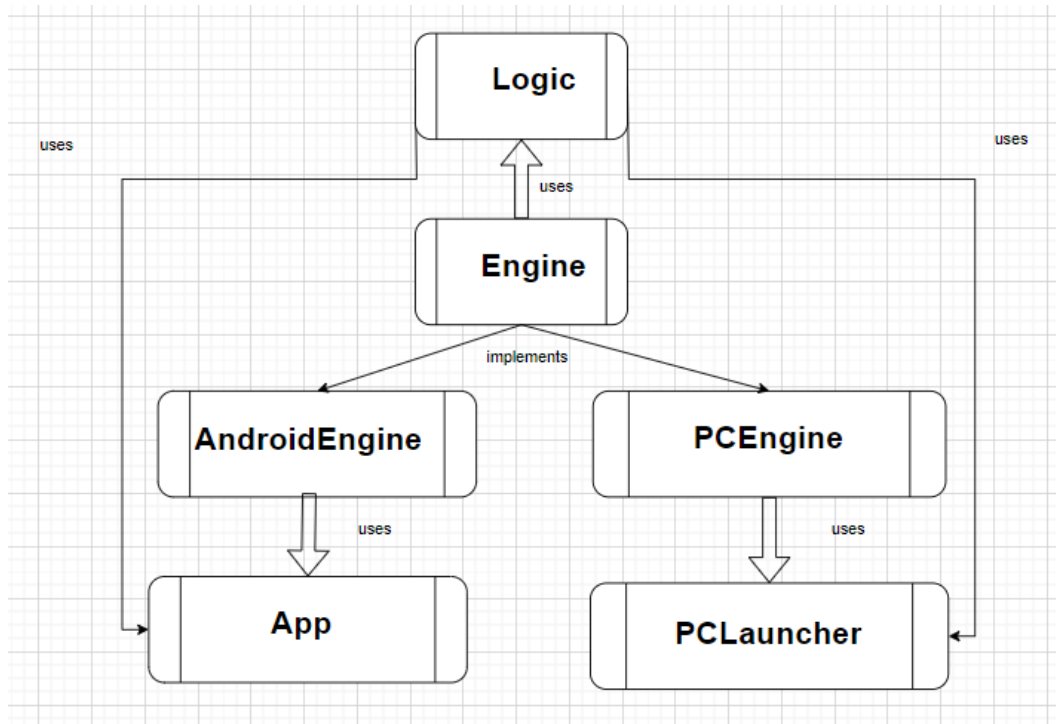 Logic
uses
uses
uses
Engine
implements
AndroidEngine
PCEngine
uses
uses
App
PCLauncher